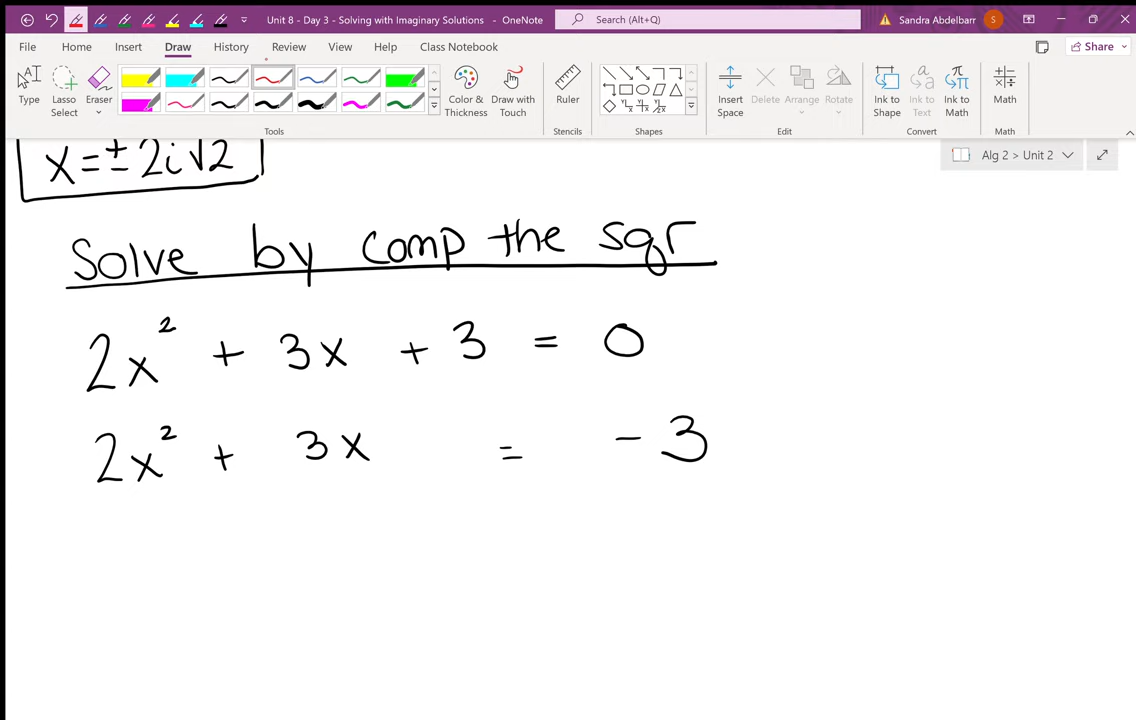 Unit 8 - Day 3 - Solving with Imaginary Solutions - OneNote
Search (Alt+Q)
Sandra Abdelbarr
S
File Home Insert Draw History Review View Help Class Notebook
Share
Type
Lasso Select
Eraser
Color & Thickness
Draw with Touch
Ruler
Insert Space
Delete
Arrange
Rotate
Ink to Shape
Ink to Text
Ink to Math
Math
Tools Stencils Shapes Edit Convert Math
Alg 2 > Unit 2
x = ± 2i√2
Solve by comp the sqr
2x² + 3x + 3 = 0
2x² + 3x = - 3